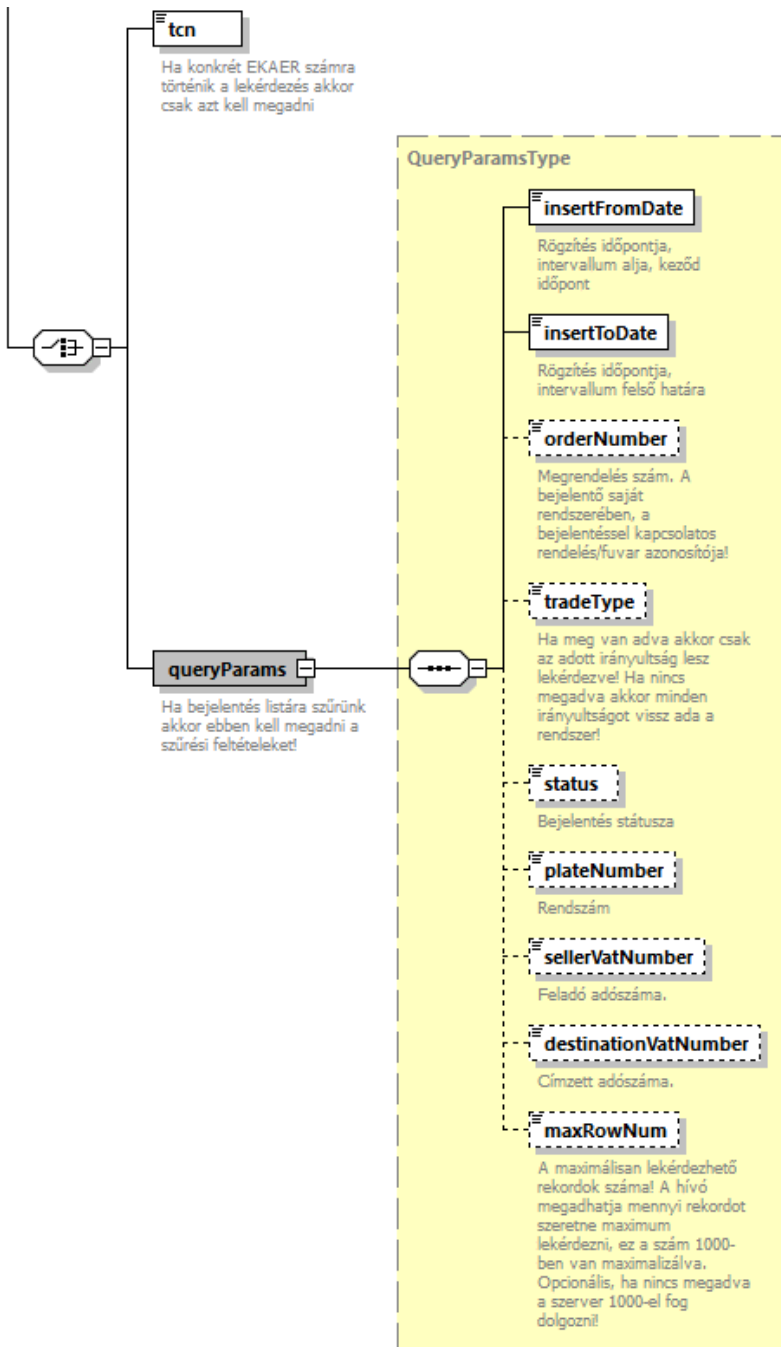 tcn
Ha konkrét EKAER számra
történik a lekérdezés akkor
csak azt kell megadni
QueryParamsType
insertFromDate
Rögzítés időpontja,
intervallum alja, keződ
időpont
insertToDate
Rögzítés időpontja,
intervallum felső határa
orderNumber
Megrendelés szám. A
bejelentő saját
rendszerében, a
bejelentéssel kapcsolatos
rendelés/fuvar azonosítója!
tradeType
Ha meg van adva akkor csak
az adott irányultság lesz
lekérdezve! Ha nincs
megadva akkor minden
irányultságot vissz ada a
rendszer!
queryParams
Ha bejelentés listára szűrünk
akkor ebben kell megadni a
szűrési feltételeket!
status
Bejelentés státusza
plateNumber
Rendszám
sellerVatNumber
Feladó adószáma.
destinationVatNumber
Címzett adószáma.
maxRowNum
A maximálisan lekérdezhető
rekordok száma! A hívó
megadhatja mennyi rekordot
szeretne maximum
lekérdezni, ez a szám 1000-
ben van maximalizálva.
Opcionális, ha nincs megadva
a szerver 1000-el fog
dolgozni!